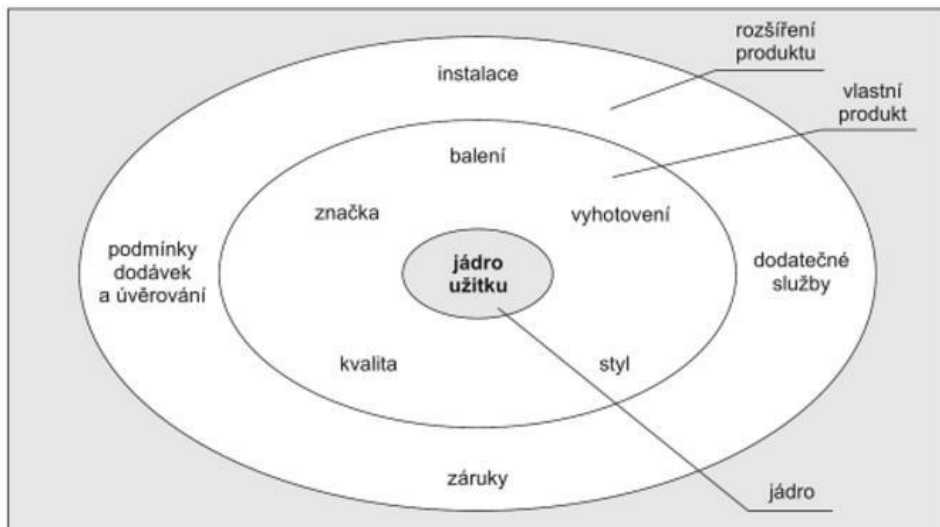 rozšíření
produktu
instalace
vlastní
produkt
balení
značka
vyhotovení
podmínky
dodávek
a úvěrování
jádro
užitku
dodatečné
služby
kvalita
styl
záruky
jádro